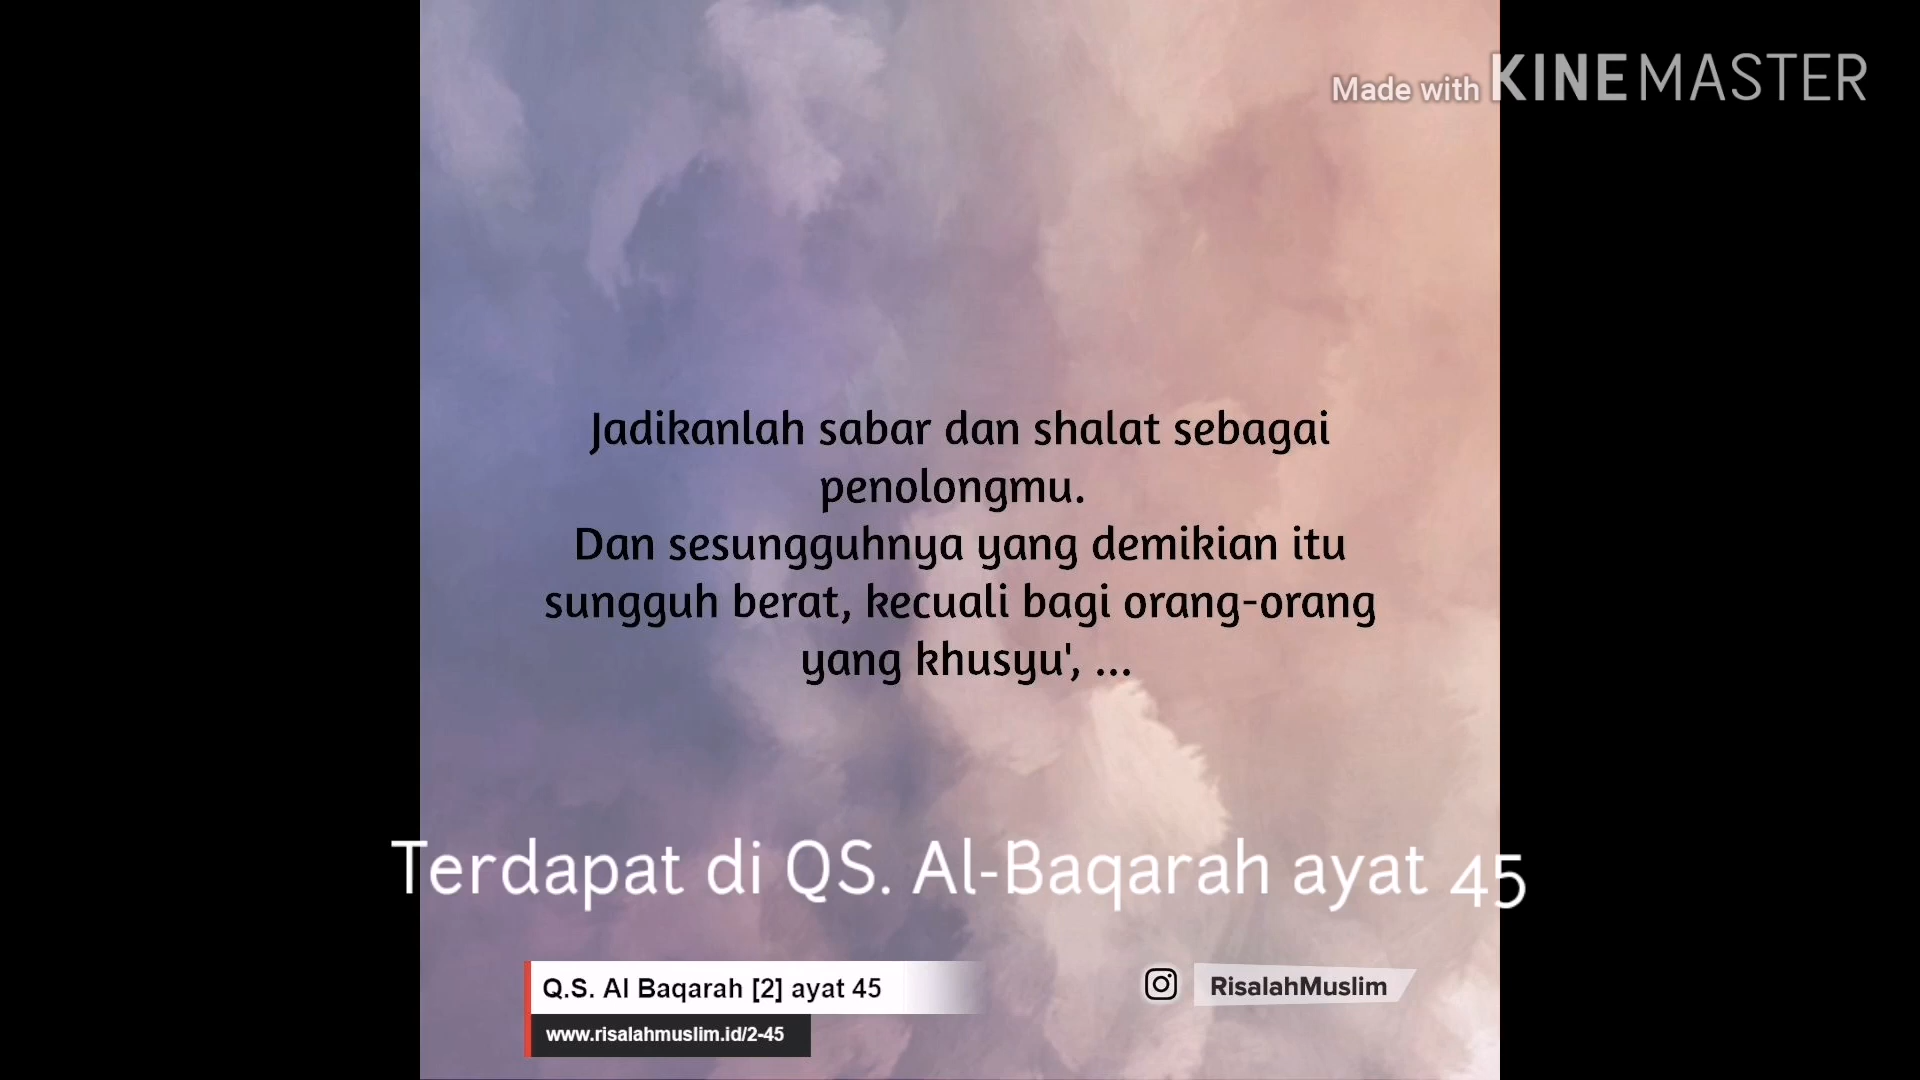 Made with KINEMASTER
Jadikanlah sabar dan shalat sebagai
penolongmu.
Dan sesungguhnya yang demikian itu
sungguh berat, kecuali bagi orang-orang
yang khusyu', ...
Terdapat di QS. Al-Baqarah ayat 45
Q.S. Al Baqarah [2] ayat 45
www.risalahmuslim.id/2-45
RisalahMuslim